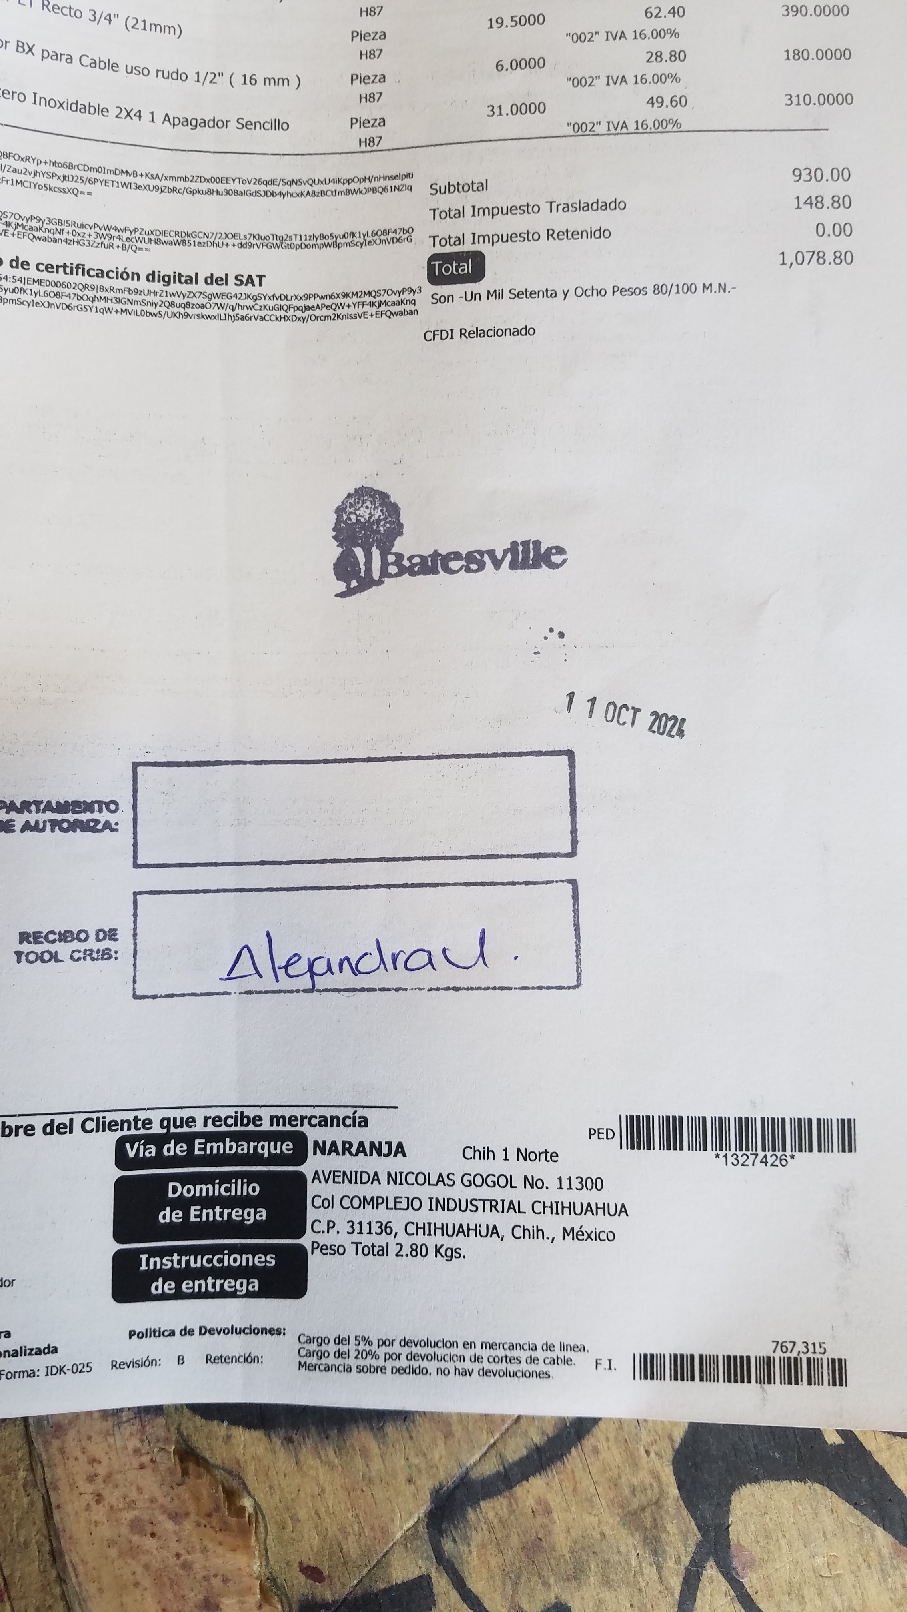 Recto 3/4" (21mm)
H87
Pieza
19.5000
62.40
"002" IVA 16.00%
390.0000
BX para Cable uso rudo 1/2" ( 16 mm )
H87
Pieza
6.0000
28.80
"002" IVA 16.00%
180.0000
Inoxidable 2X4 1 Apagador Sencillo
H87
Pieza
31.0000
49.60
"002" IVA 16.00%
310.0000
H87
Subtotal 930.00
Total Impuesto Trasladado 148.80
Total Impuesto Retenido 0.00
Total 1,078.80
de certificación digital del SAT
Son -Un Mil Setenta y Ocho Pesos 80/100 M.N.-
CFDI Relacionado
Batesville
1 1 OCT 2024
PARTAMENTO
E AUTORIZA:
RECIBO DE
TOOL CRIB:
Alejandra U.
bre del Cliente que recibe mercancía
Vía de Embarque NARANJA Chih 1 Norte
PED
*1327426*
Domicilio
de Entrega
AVENIDA NICOLAS GOGOL No. 11300
Col COMPLEJO INDUSTRIAL CHIHUAHUA
C.P. 31136, CHIHUAHUA, Chih., México
Instrucciones
de entrega
Peso Total 2.80 Kgs.
Politica de Devoluciones:
Cargo del 5% por devolucion en mercancia de linea.
Cargo del 20% por devolucion de cortes de cable.
Mercancia sobre pedido, no hay devoluciones.
nalizada
Forma: IDK-025 Revisión: B Retención:
F.I.
767,315